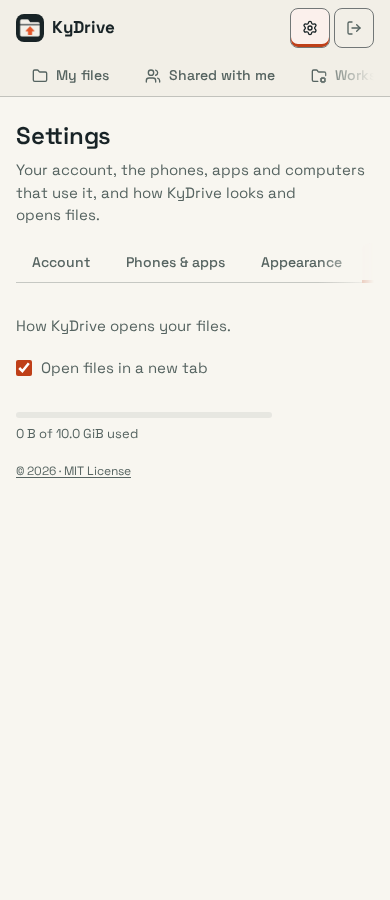 KyDrive
My files
Shared with me
Settings
Your account, the phones, apps and computers
that use it, and how KyDrive looks and
opens files.
Account
Phones & apps
Appearance
How KyDrive opens your files.
Open files in a new tab
0 B of 10.0 GiB used
© 2026 · MIT License